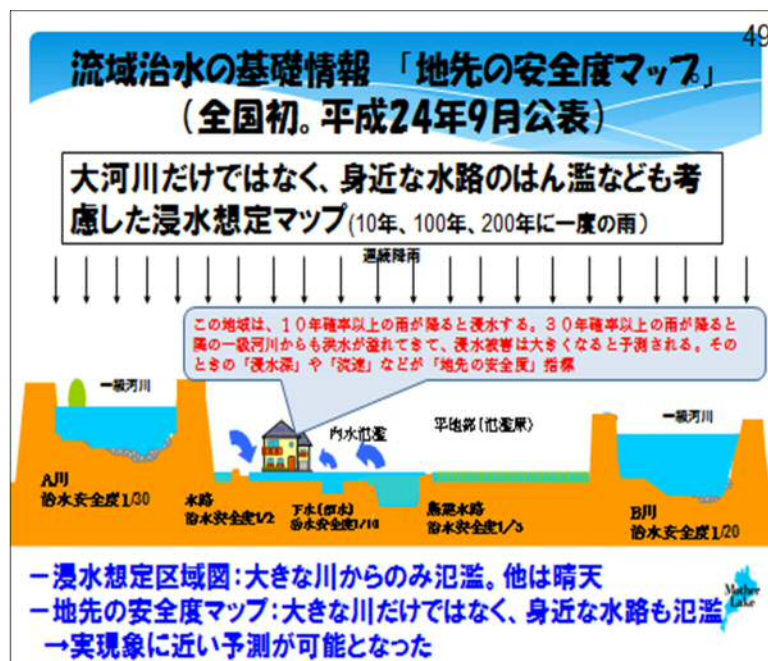 49
流域治水の基礎情報 「地先の安全度マップ」
(全国初。平成24年9月公表)
大河川だけではなく、身近な水路のはん濫なども考
慮した浸水想定マップ(10年、100年、200年に一度の雨)
連続降雨
この地域は、10年確率以上の雨が降ると浸水する。30年確率以上の雨が降ると
隣の一級河川からも洪水が溢れてきて、浸水被害は大きくなると予測される。その
ときの「浸水深」や「流速」などが「地先の安全度」指標
一級河川
内水氾濫
平地部(氾濫原)
一級河川
A川
治水安全度1/30
水路
治水安全度1/2
下水(雨水)
治水安全度1/10
農業水路
治水安全度1/5
B川
治水安全度1/20
−浸水想定区域図:大きな川からのみ氾濫。他は晴天
−地先の安全度マップ:大きな川だけではなく、身近な水路も氾濫
→実現象に近い予測が可能となった
Mother
Lake